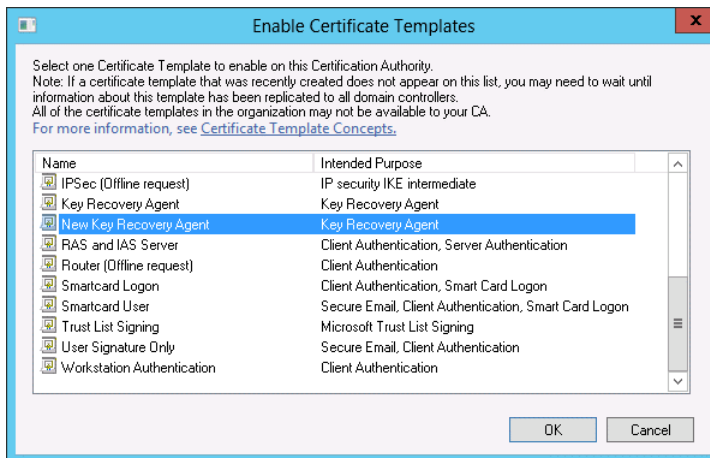 Enable Certificate Templates
x
Select one Certificate Template to enable on this Certification Authority.
Note: If a certificate template that was recently created does not appear on this list, you may need to wait until
information about this template has been replicated to all domain controllers.
All of the certificate templates in the organization may not be available to your CA.
For more information, see Certificate Template Concepts.
Name Intended Purpose
IPSec (Offline request) IP security IKE intermediate
Key Recovery Agent Key Recovery Agent
New Key Recovery Agent Key Recovery Agent
RAS and IAS Server Client Authentication, Server Authentication
Router (Offline request) Client Authentication
Smartcard Logon Client Authentication, Smart Card Logon
Smartcard User Secure Email, Client Authentication, Smart Card Logon
Trust List Signing Microsoft Trust List Signing
User Signature Only Secure Email, Client Authentication
Workstation Authentication Client Authentication
OK Cancel